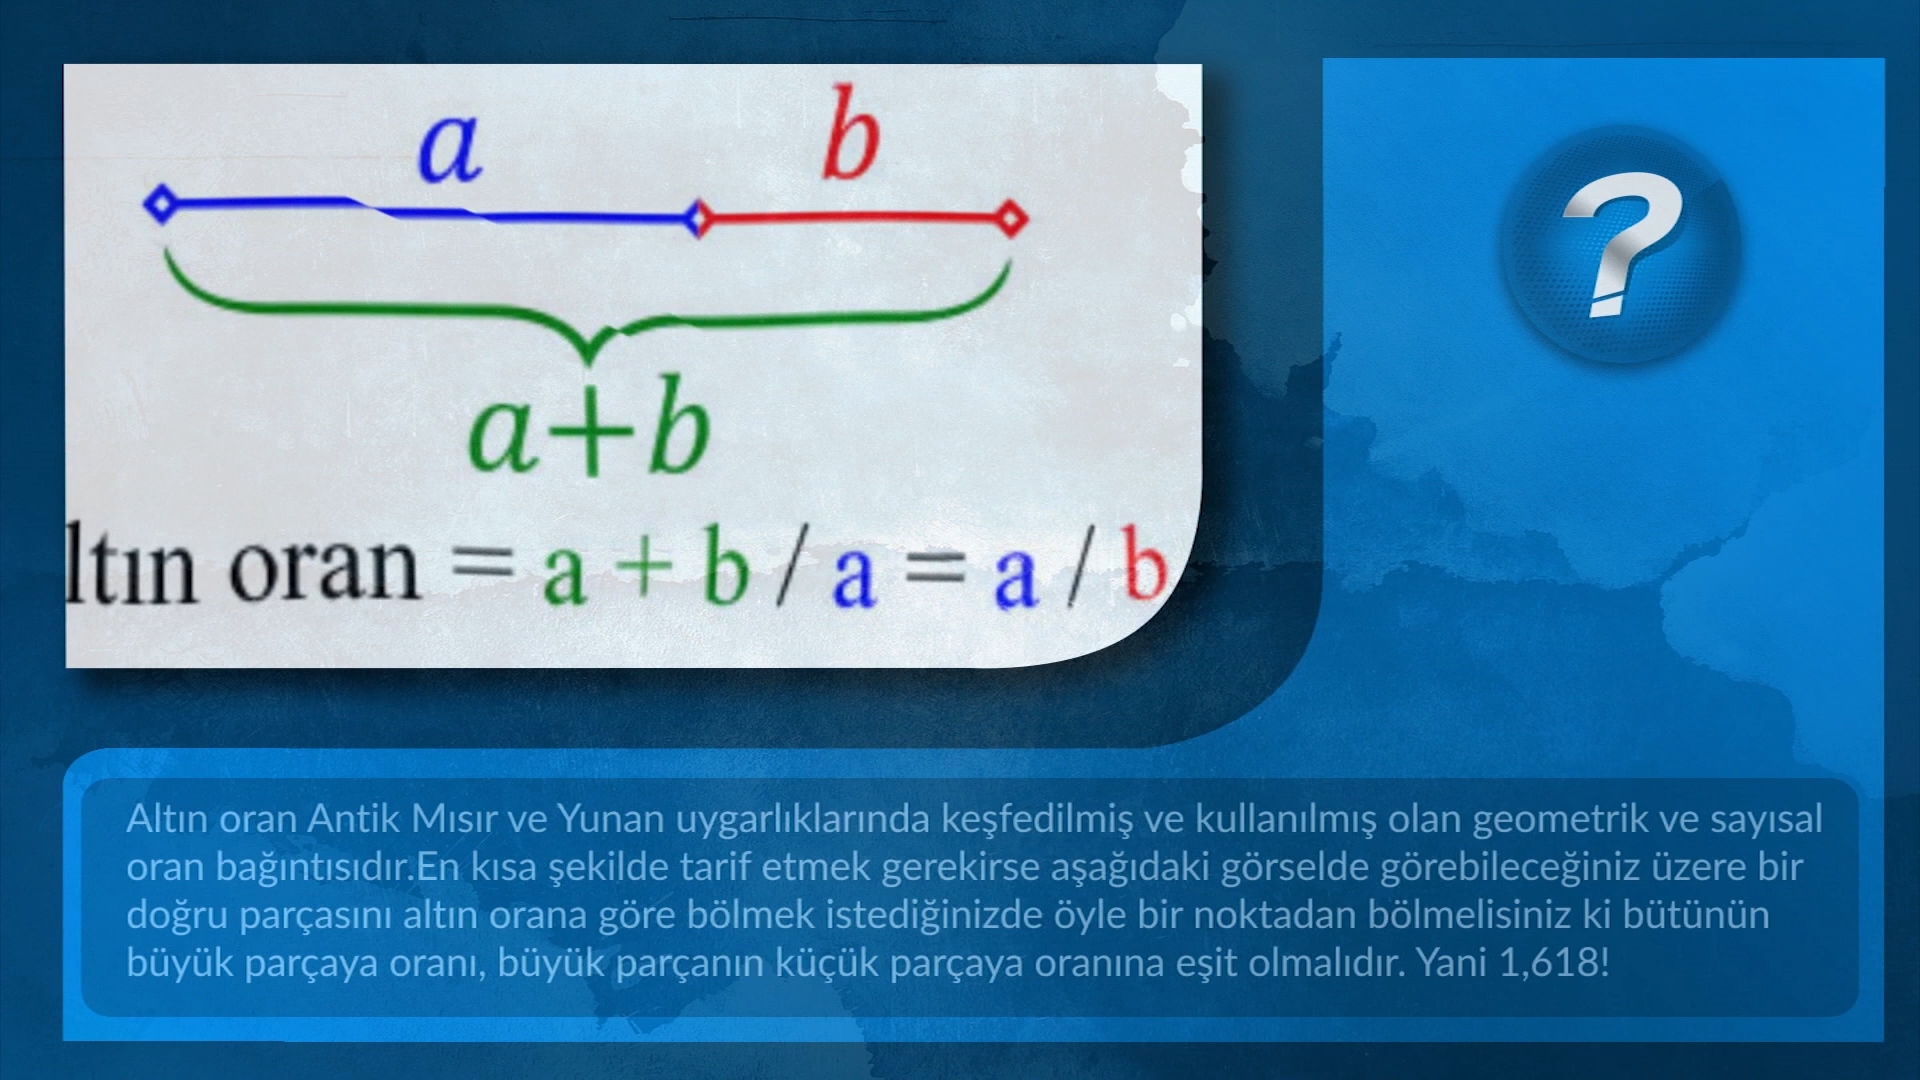 a b
a+b
ltın oran = a + b / a = a / b
?
Altın oran Antik Mısır ve Yunan uygarlıklarında keşfedilmiş ve kullanılmış olan geometrik ve sayısal
oran bağıntısıdır.En kısa şekilde tarif etmek gerekirse aşağıdaki görselde görebileceğiniz üzere bir
doğru parçasını altın orana göre bölmek istediğinizde öyle bir noktadan bölmelisiniz ki bütünün
büyük parçaya oranı, büyük parçanın küçük parçaya oranına eşit olmalıdır. Yani 1,618!